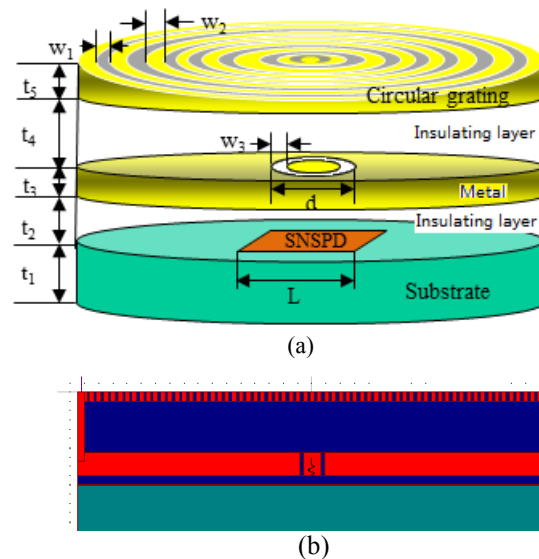 w₁
w₂
t₅
Circular grating
t₄
Insulating layer
w₃
t₃
Metal
d
Insulating layer
t₂
SNSPD
t₁
L
Substrate
(a)
(b)